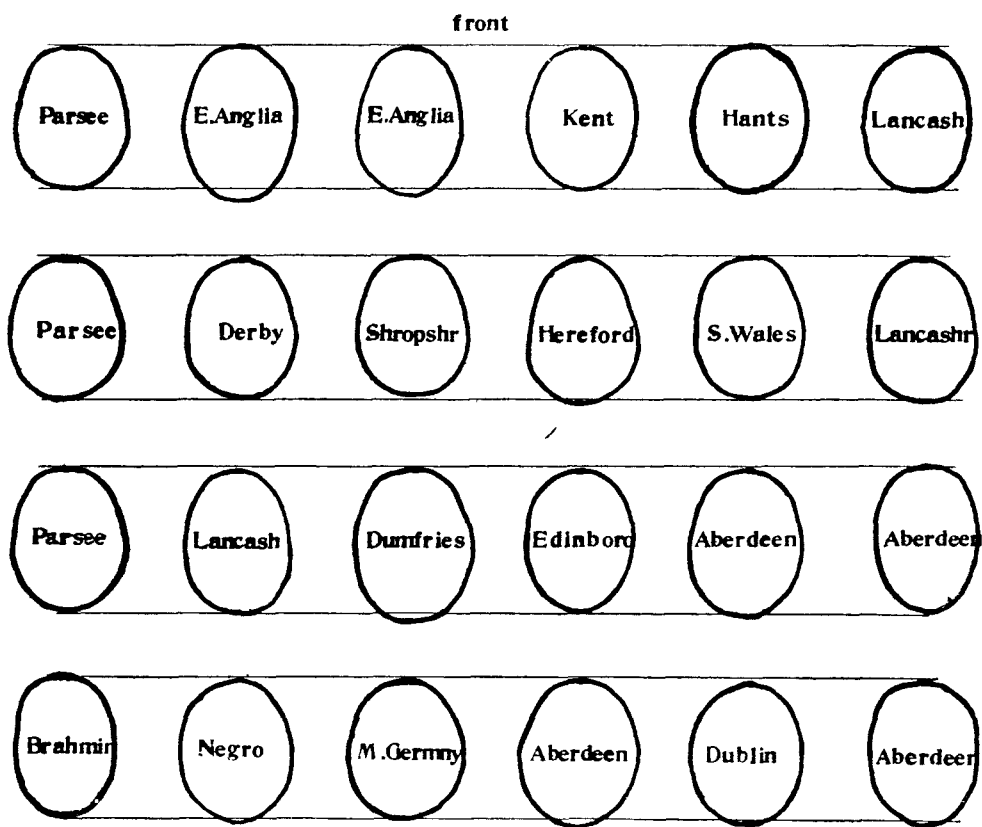 front
Parsee E.Anglia E.Anglia Kent Hants Lancash
Parsee Derby Shropshr Hereford S.Wales Lancashr
Parsee Lancash Dumfries Edinboro Aberdeen Aberdeen
Brahmin Negro M.Germny Aberdeen Dublin Aberdeen